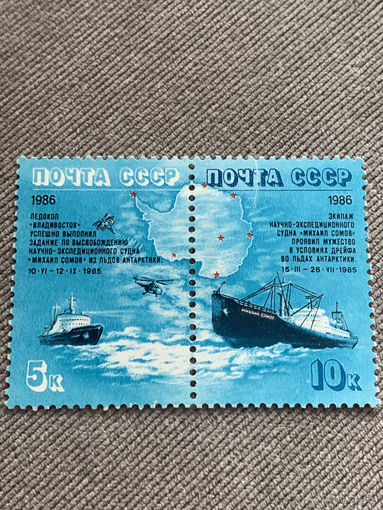 ПОЧТА СССР
1986
ЛЕДОКОЛ
«ВЛАДИВОСТОК»
УСПЕШНО ВЫПОЛНИЛ
ЗАДАНИЕ ПО ВЫСВОБОЖДЕНИЮ
НАУЧНО-ЭКСПЕДИЦИОННОГО СУДНА
«МИХАИЛ СОМОВ» ИЗ ЛЬДОВ АНТАРКТИКИ.
10·VI–12·IX·1985
5к
ПОЧТА СССР
1986
ЭКИПАЖ
НАУЧНО-ЭКСПЕДИЦИОННОГО
СУДНА «МИХАИЛ СОМОВ»
ПРОЯВИЛ МУЖЕСТВО
В УСЛОВИЯХ ДРЕЙФА
ВО ЛЬДАХ АНТАРКТИКИ.
15·III–26·VII·1985
МИХАИЛ СОМОВ
10к